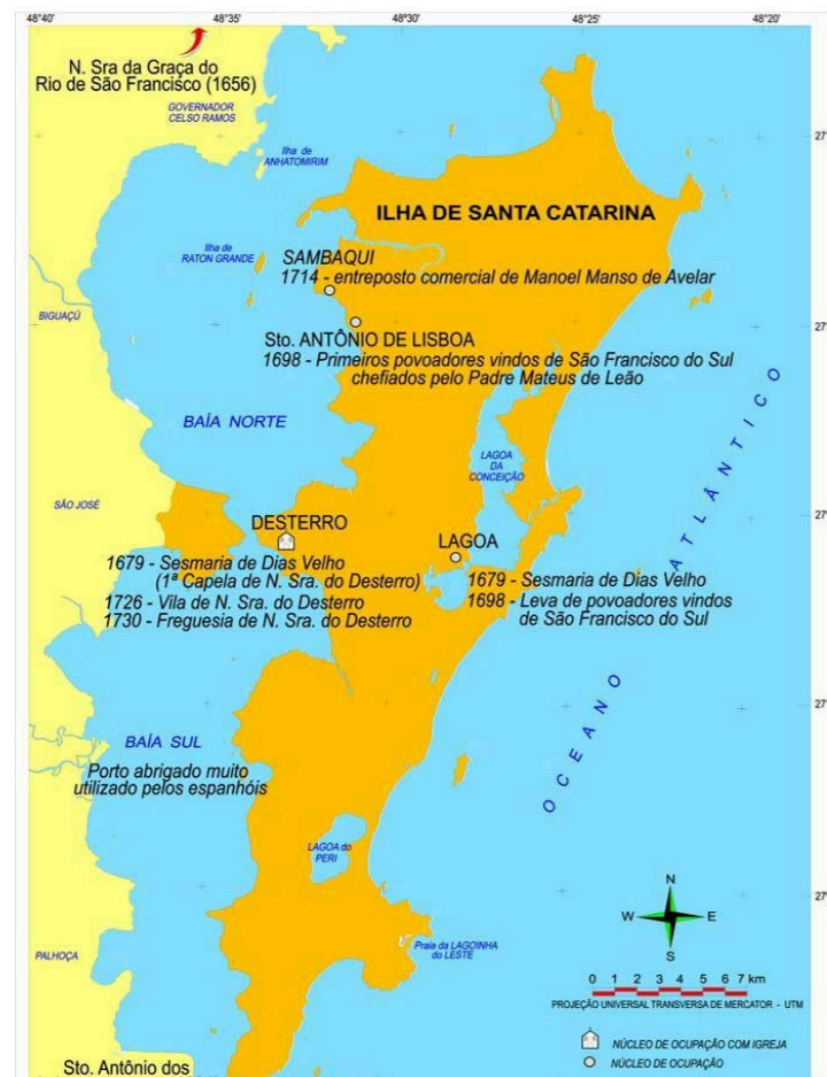 48°40'
48°35'
48°30'
48°25'
48°20'
N. Sra da Graça do
Rio de São Francisco (1656)
GOVERNADOR
CELSO RAMOS
Ilha de
ANHATOMIRIM
27°
ILHA DE SANTA CATARINA
Ilha de
RATON GRANDE
SAMBAQUI
1714 - entreposto comercial de Manoel Manso de Avelar
BIGUAÇÚ
27°
Sto. ANTÔNIO DE LISBOA
1698 - Primeiros povoadores vindos de São Francisco do Sul
chefiados pelo Padre Mateus de Leão
BAÍA NORTE
LAGOA
DA
CONCEIÇÃO
OCEANO ATLÂNTICO
SÃO JOSÉ
27°
DESTERRO
LAGOA
1679 - Sesmaria de Dias Velho
(1ª Capela de N. Sra. do Desterro)
1726 - Vila de N. Sra. do Desterro
1730 - Freguesia de N. Sra. do Desterro
1679 - Sesmaria de Dias Velho
1698 - Leva de povoadores vindos
de São Francisco do Sul
27°
BAÍA SUL
Porto abrigado muito
utilizado pelos espanhóis
LAGOA do
PERI
27°
N
W
E
S
PALHOÇA
Praia da LAGOINHA
do LESTE
0 1 2 3 4 5 6 7 km
PROJEÇÃO UNIVERSAL TRANSVERSA DE MERCATOR - UTM
NÚCLEO DE OCUPAÇÃO COM IGREJA
NÚCLEO DE OCUPAÇÃO
Sto. Antônio dos